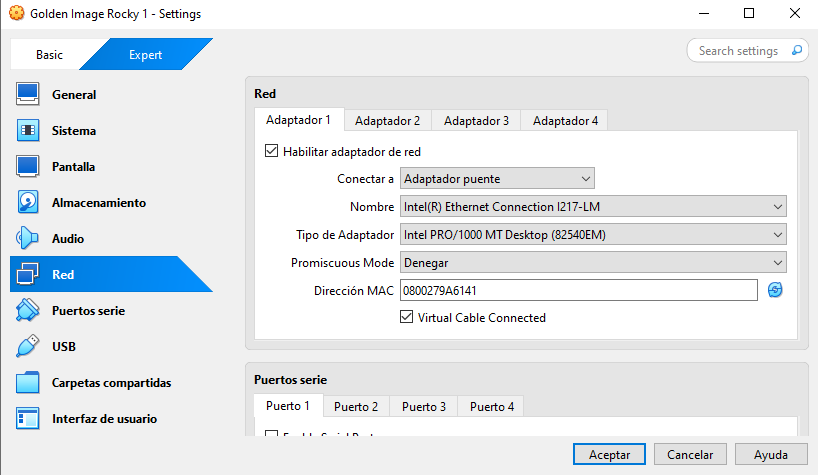 Golden Image Rocky 1 - Settings
Basic
Expert
Search settings
General
Sistema
Pantalla
Almacenamiento
Audio
Red
Puertos serie
USB
Carpetas compartidas
Interfaz de usuario
Red
Adaptador 1
Adaptador 2
Adaptador 3
Adaptador 4
Habilitar adaptador de red
Conectar a
Adaptador puente
Nombre
Intel(R) Ethernet Connection I217-LM
Tipo de Adaptador
Intel PRO/1000 MT Desktop (82540EM)
Promiscuous Mode
Denegar
Dirección MAC
0800279A6141
Virtual Cable Connected
Puertos serie
Puerto 1
Puerto 2
Puerto 3
Puerto 4
Aceptar
Cancelar
Ayuda